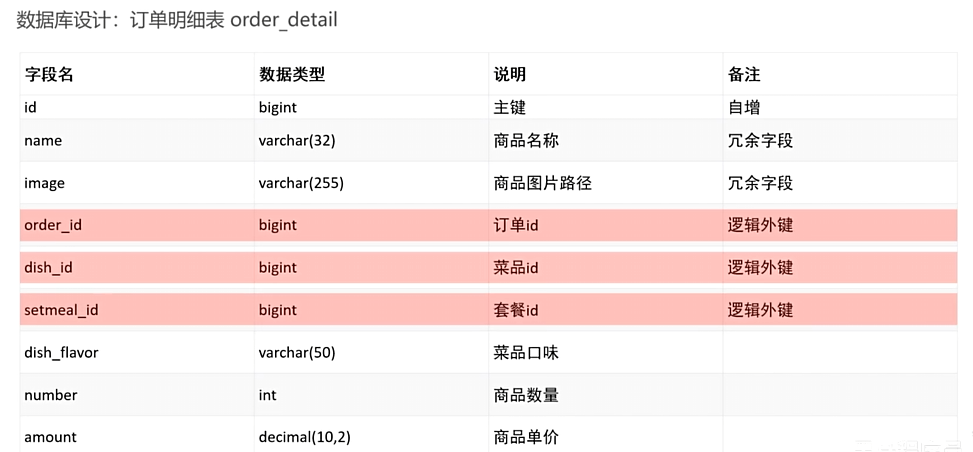 数据库设计：订单明细表 order_detail
字段名 数据类型 说明 备注
id bigint 主键 自增
name varchar(32) 商品名称 冗余字段
image varchar(255) 商品图片路径 冗余字段
order_id bigint 订单id 逻辑外键
dish_id bigint 菜品id 逻辑外键
setmeal_id bigint 套餐id 逻辑外键
dish_flavor varchar(50) 菜品口味
number int 商品数量
amount decimal(10,2) 商品单价